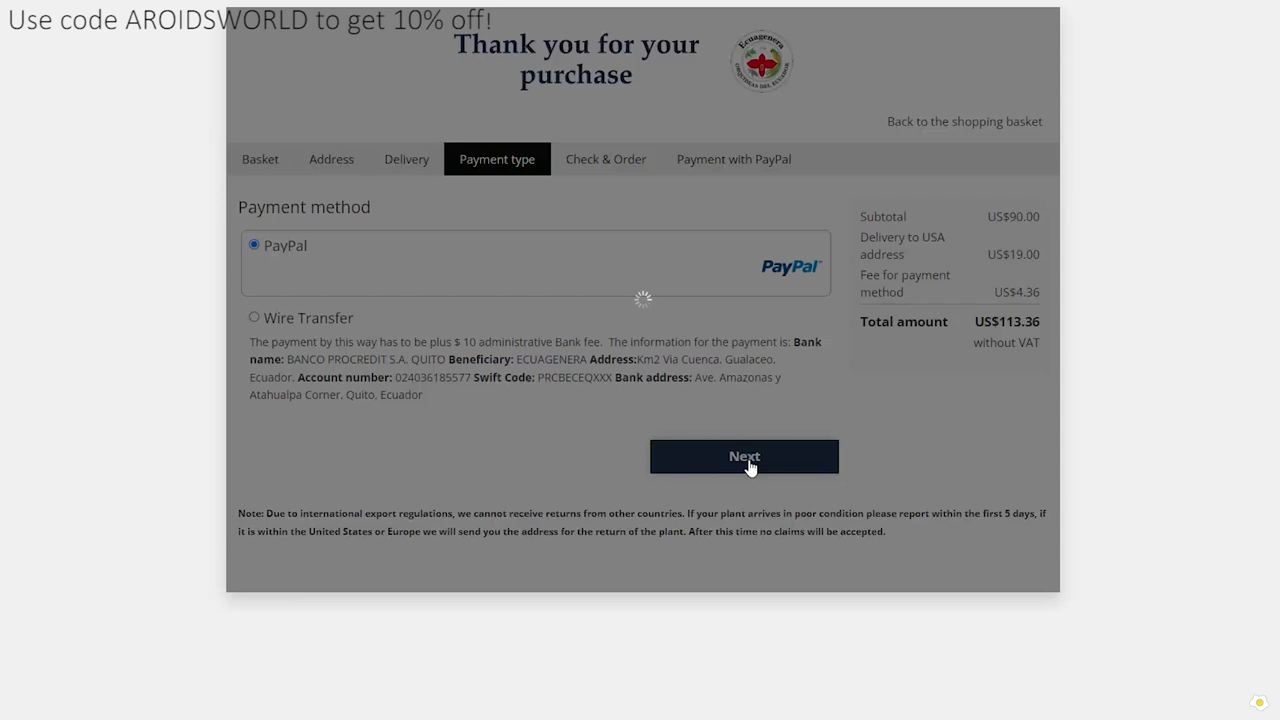 Use code AROIDSWORLD to get 10% off!
Thank you for your
purchase
Ecuagenera
ORQUIDEAS DEL ECUADOR
Back to the shopping basket
Basket
Address
Delivery
Payment type
Check & Order
Payment with PayPal
Payment method
PayPal
PayPal
Wire Transfer
The payment by this way has to be plus $ 10 administrative Bank fee. The information for the payment is: Bank
name: BANCO PROCREDIT S.A. QUITO Beneficiary: ECUAGENERA Address:Km2 Via Cuenca, Gualaceo,
Ecuador. Account number: 024036185577 Swift Code: PRCBECEQXXX Bank address: Ave. Amazonas y
Atahualpa Corner, Quito, Ecuador
Subtotal US$90.00
Delivery to USA
address US$19.00
Fee for payment
method US$4.36
Total amount US$113.36
without VAT
Next
Note: Due to international export regulations, we cannot receive returns from other countries. If your plant arrives in poor condition please report within the first 5 days, if
it is within the United States or Europe we will send you the address for the return of the plant. After this time no claims will be accepted.